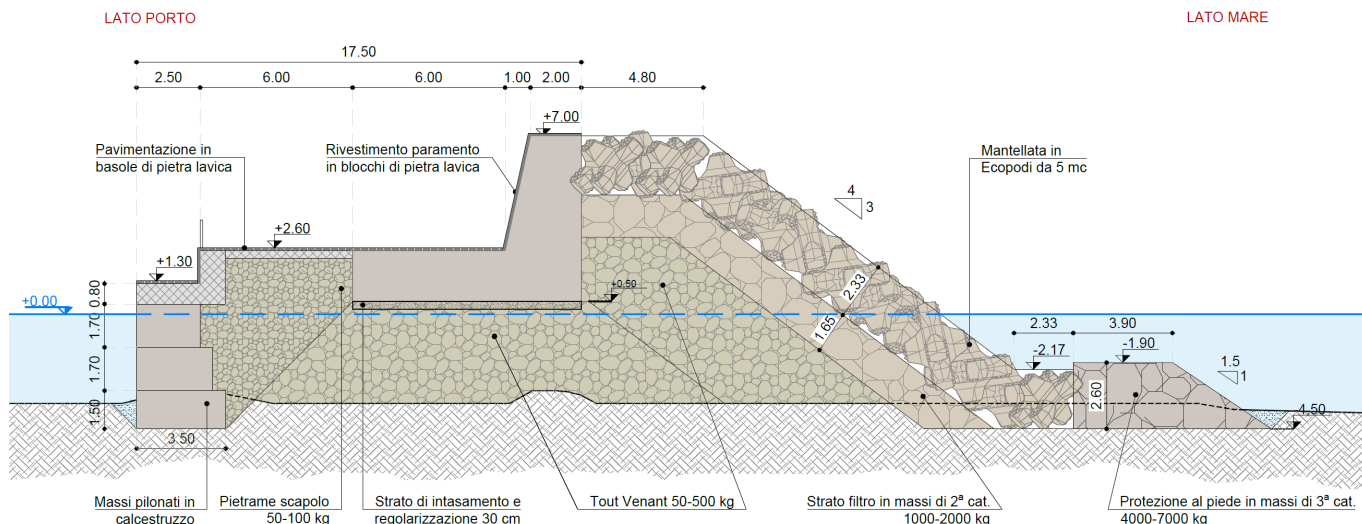 LATO PORTO
LATO MARE
17.50
2.50
6.00
6.00
1.00
2.00
4.80
+7.00
Pavimentazione in
basole di pietra lavica
Rivestimento paramento
in blocchi di pietra lavica
Mantellata in
Ecopodi da 5 mc
4
3
+2.60
+1.30
+0.50
+0.00
0.80
1.70
1.70
1.50
2.33
1.65
2.33
3.90
-2.17
-1.90
1.5
1
2.60
-4.50
3.50
Massi pilonati in
calcestruzzo
Pietrame scapolo
50-100 kg
Strato di intasamento e
regolarizzazione 30 cm
Tout Venant 50-500 kg
Strato filtro in massi di 2ª cat.
1000-2000 kg
Protezione al piede in massi di 3ª cat.
4000-7000 kg